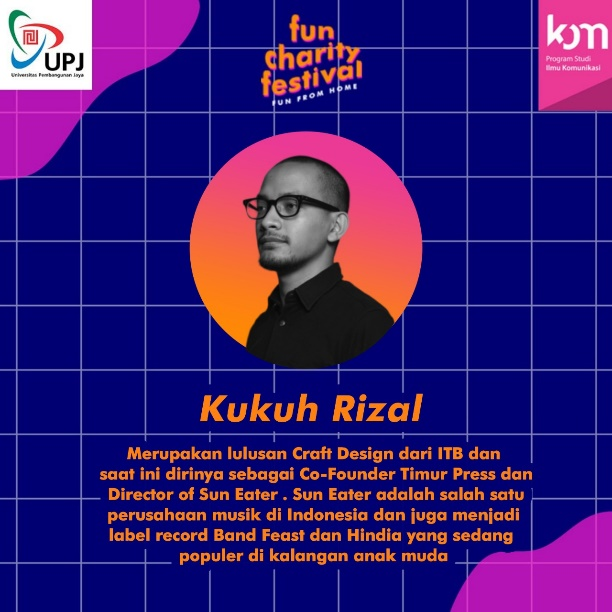 UPJ
Universitas Pembangunan Jaya
fun
charity
festival
FUN FROM HOME
kom
Program Studi
Ilmu Komunikasi
Kukuh Rizal
Merupakan lulusan Craft Design dari ITB dan
saat ini dirinya sebagai Co-Founder Timur Press dan
Director of Sun Eater . Sun Eater adalah salah satu
perusahaan musik di Indonesia dan juga menjadi
label record Band Feast dan Hindia yang sedang
populer di kalangan anak muda